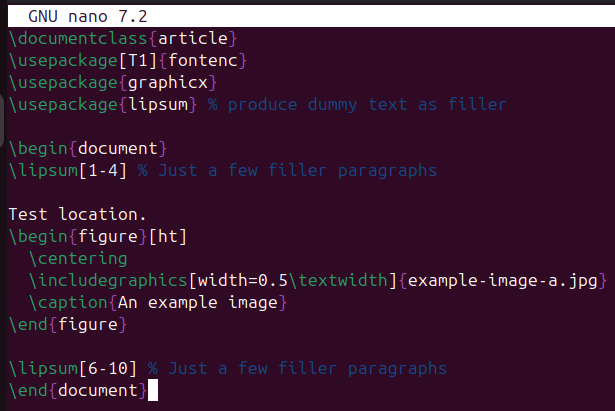 GNU nano 7.2
\documentclass{article}
\usepackage[T1]{fontenc}
\usepackage{graphicx}
\usepackage{lipsum} % produce dummy text as filler
\begin{document}
\lipsum[1-4] % Just a few filler paragraphs
Test location.
\begin{figure}[ht]
\centering
\includegraphics[width=0.5\textwidth]{example-image-a.jpg}
\caption{An example image}
\end{figure}
\lipsum[6-10] % Just a few filler paragraphs
\end{document}